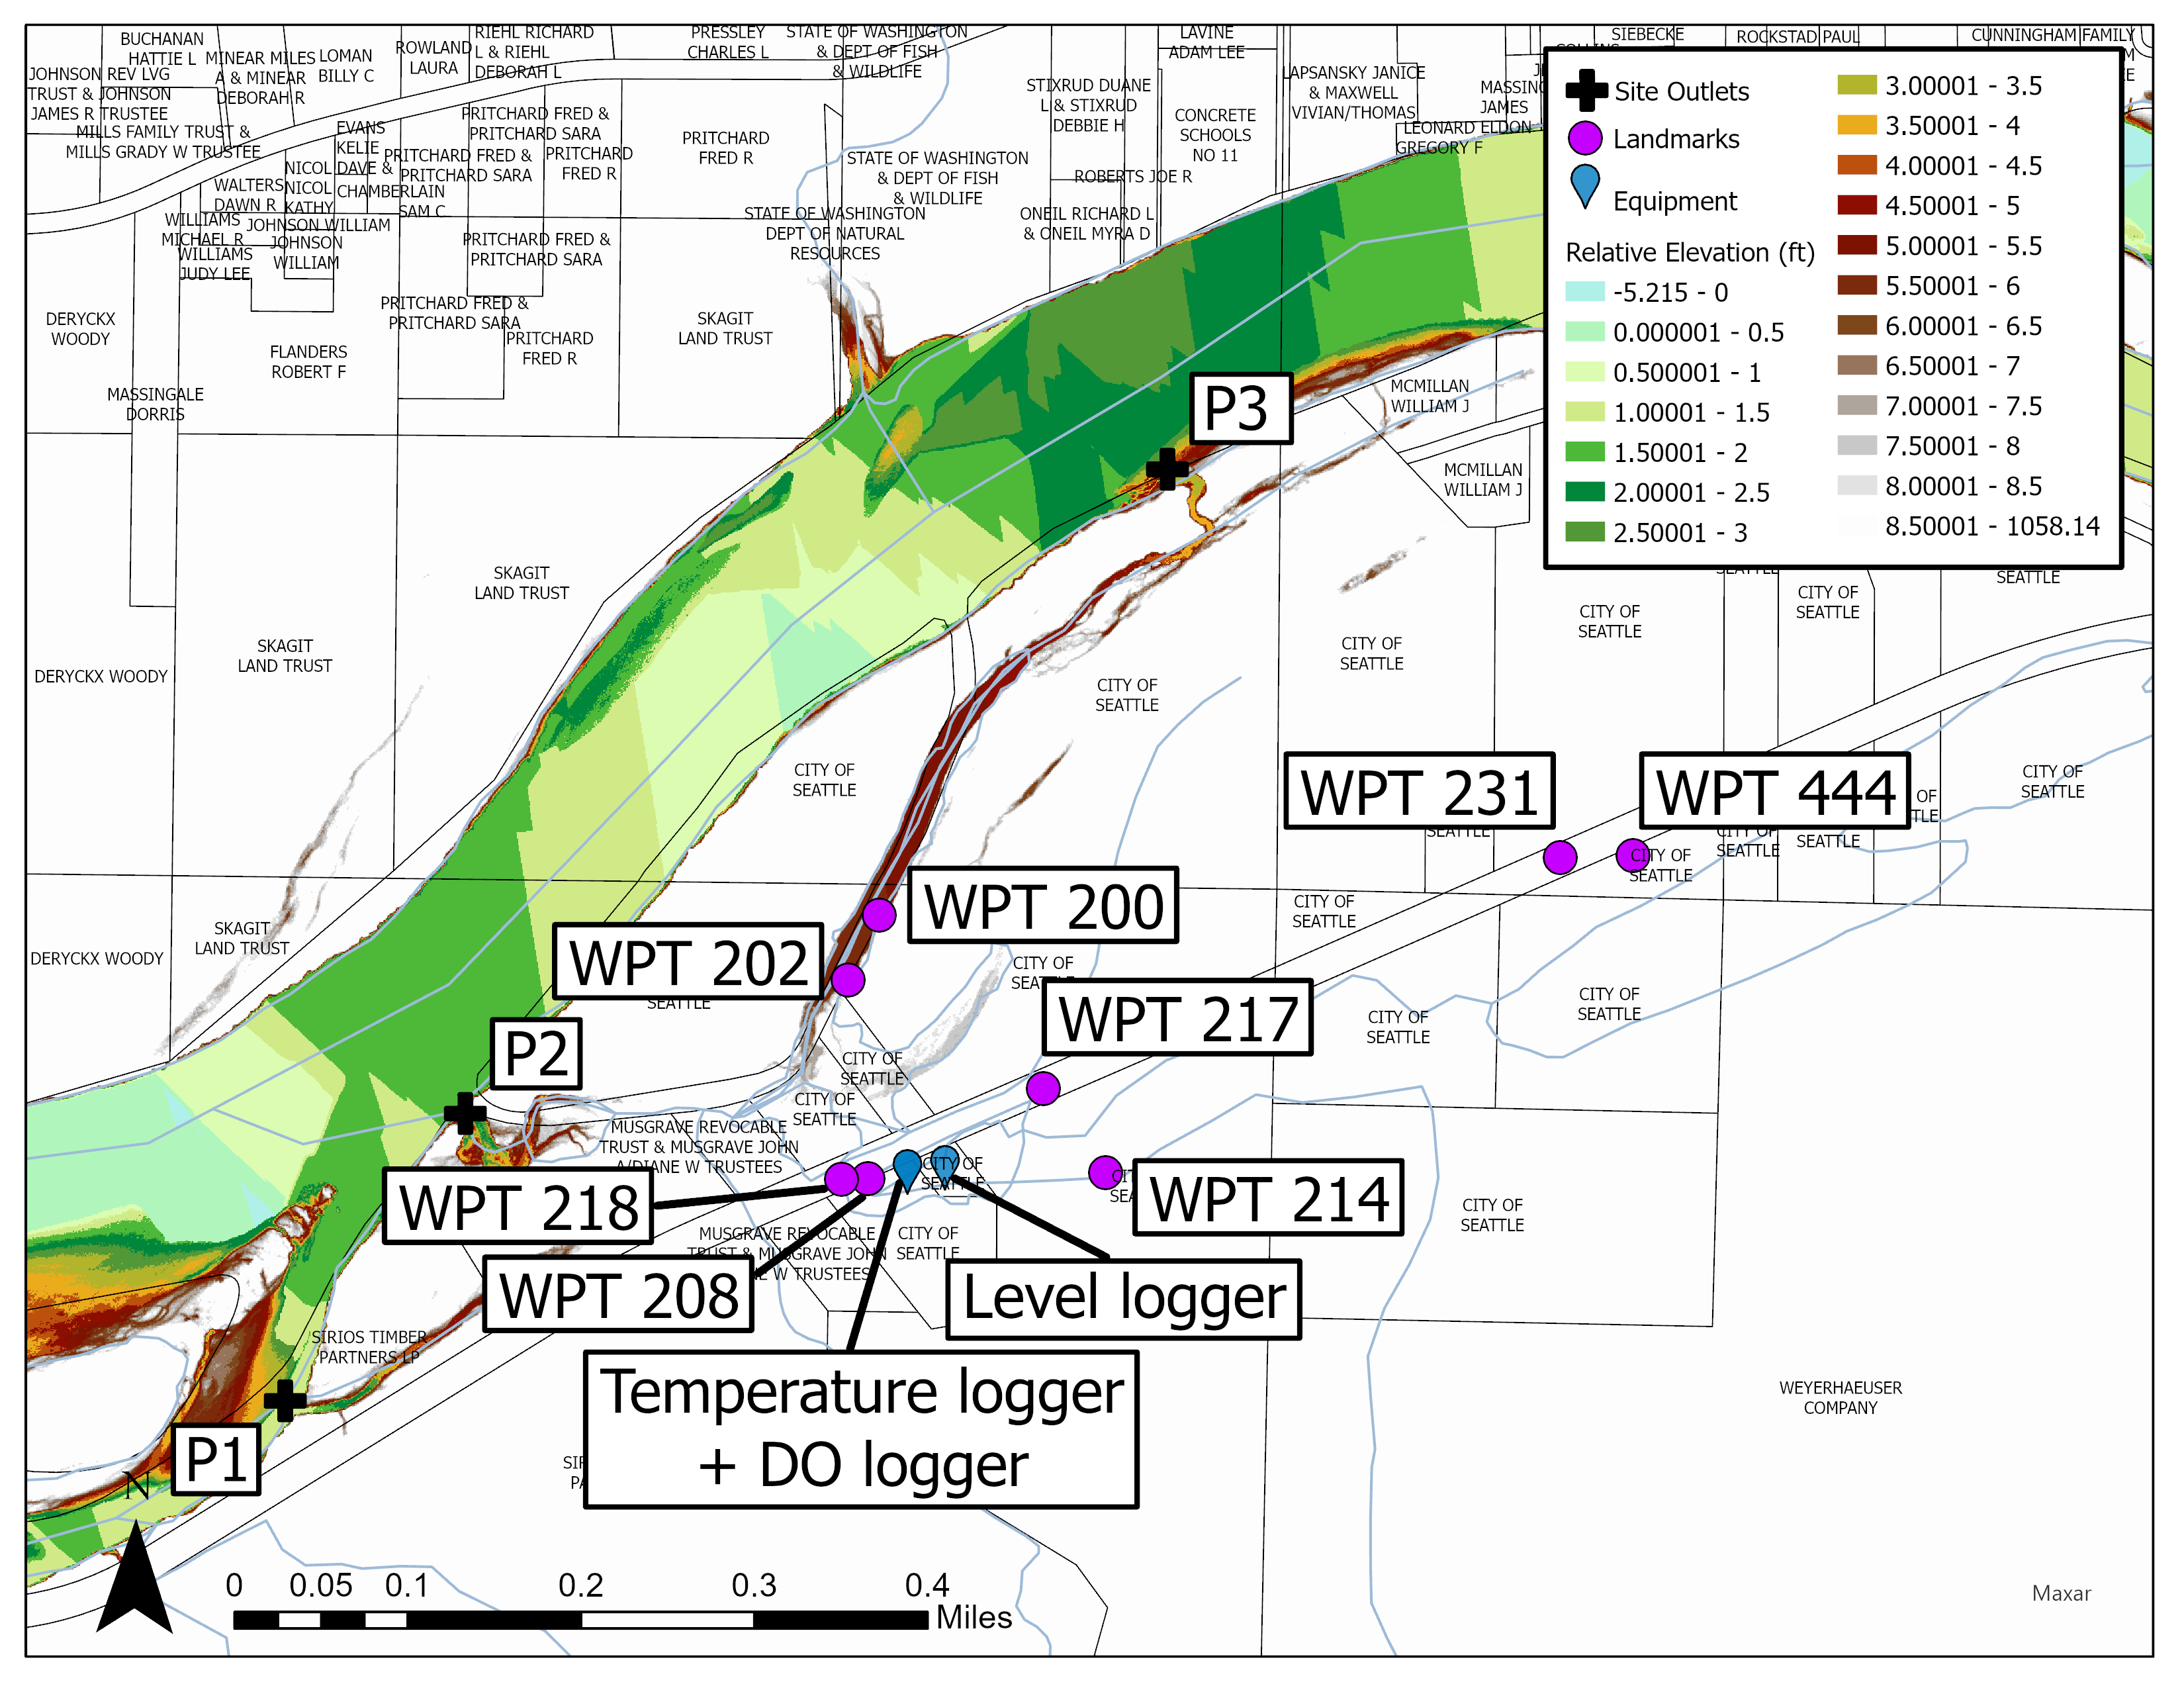 BUCHANAN
HATTIE L
MINEAR MILES
A & MINEAR
DEBORAH R
LOMAN
BILLY C
ROWLAND
LAURA
RIEHL RICHARD
L & RIEHL
DEBORAH L
PRESSLEY
CHARLES L
STATE OF WASHINGTON
& DEPT OF FISH
& WILDLIFE
LAVINE
ADAM LEE
SIEBECKE
ROCKSTAD PAUL
CUNNINGHAM FAMILY
JOHNSON REV LVG
TRUST & JOHNSON
JAMES R TRUSTEE
MILLS FAMILY TRUST &
MILLS GRADY W TRUSTEE
EVANS
KELIE
DAVE &
CHAMBERLAIN
SAM C
NICOL
NICOL
KATHY
WALTERS
DAWN R
WILLIAMS
MICHAEL R
WILLIAMS
JUDY LEE
JOHNSON WILLIAM
JOHNSON
WILLIAM
PRITCHARD FRED &
PRITCHARD SARA
PRITCHARD FRED &
PRITCHARD SARA
PRITCHARD
FRED R
PRITCHARD
FRED R
PRITCHARD FRED &
PRITCHARD SARA
PRITCHARD FRED &
PRITCHARD SARA
PRITCHARD
FRED R
STATE OF WASHINGTON
& DEPT OF FISH
& WILDLIFE
STATE OF WASHINGTON
DEPT OF NATURAL
RESOURCES
STIXRUD DUANE
L & STIXRUD
DEBBIE H
CONCRETE
SCHOOLS
NO 11
LAPSANSKY JANICE
& MAXWELL
VIVIAN/THOMAS
MASSING
JAMES
LEONARD ELDON
GREGORY F
ROBERTS JOE R
ONEIL RICHARD L
& ONEIL MYRA D
Site Outlets
Landmarks
Equipment
Relative Elevation (ft)
-5.215 - 0
0.000001 - 0.5
0.500001 - 1
1.00001 - 1.5
1.50001 - 2
2.00001 - 2.5
2.50001 - 3
3.00001 - 3.5
3.50001 - 4
4.00001 - 4.5
4.50001 - 5
5.00001 - 5.5
5.50001 - 6
6.00001 - 6.5
6.50001 - 7
7.00001 - 7.5
7.50001 - 8
8.00001 - 8.5
8.50001 - 1058.14
DERYCKX
WOODY
FLANDERS
ROBERT F
MASSINGALE
DORRIS
SKAGIT
LAND TRUST
MCMILLAN
WILLIAM J
P3
MCMILLAN
WILLIAM J
SKAGIT
LAND TRUST
SEATTLE
CITY OF
SEATTLE
CITY OF
SEATTLE
DERYCKX WOODY
SKAGIT
LAND TRUST
CITY OF
SEATTLE
CITY OF
SEATTLE
CITY OF
SEATTLE
CITY OF
SEATTLE
WPT 231
WPT 444
SEATTLE
CITY OF
SEATTLE
CITY OF
SEATTLE
SEATTLE
WPT 200
CITY OF
SEATTLE
DERYCKX WOODY
SKAGIT
LAND TRUST
WPT 202
SEATTLE
CITY OF
SEATTLE
WPT 217
CITY OF
SEATTLE
CITY OF
SEATTLE
P2
CITY OF
SEATTLE
CITY OF
SEATTLE
MUSGRAVE REVOCABLE
TRUST & MUSGRAVE JOHN
A/DIANE W TRUSTEES
CITY OF
SEATTLE
WPT 218
WPT 214
CITY OF
SEATTLE
MUSGRAVE REVOCABLE
TRUST & MUSGRAVE JOHN
W TRUSTEES
CITY OF
SEATTLE
WPT 208
Level logger
SIRIOS TIMBER
PARTNERS LP
Temperature logger
+ DO logger
WEYERHAEUSER
COMPANY
P1
N
0 0.05 0.1 0.2 0.3 0.4
Miles
Maxar